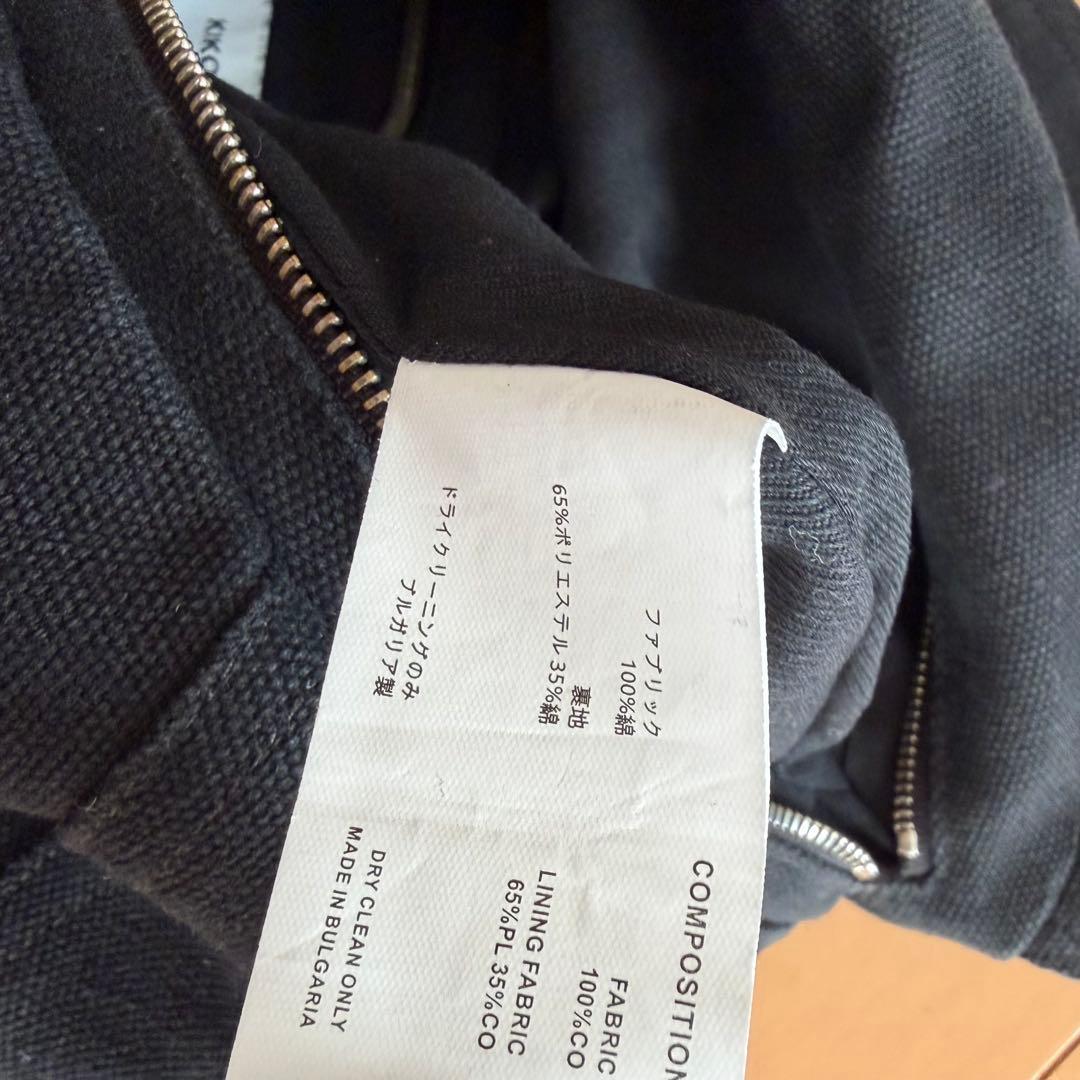 KIKO
ファブリック
100%綿
裏地
65%ポリエステル 35%綿
ドライクリーニングのみ
ブルガリア製
COMPOSITION
FABRIC
100%CO
LINING FABRIC
65%PL 35%CO
DRY CLEAN ONLY
MADE IN BULGARIA